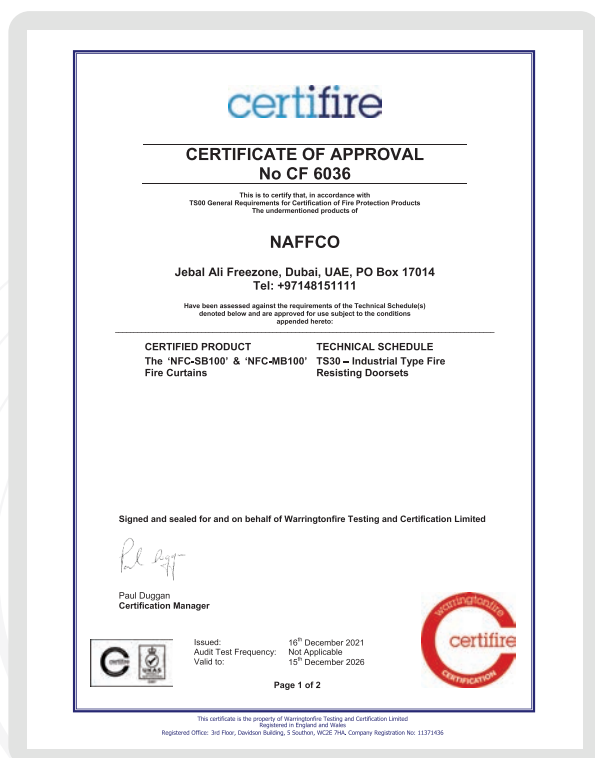 certifire
CERTIFICATE OF APPROVAL
No CF 6036
This is to certify that, in accordance with
TS00 General Requirements for Certification of Fire Protection Products
The undermentioned products of
NAFFCO
Jebal Ali Freezone, Dubai, UAE, PO Box 17014
Tel: +97148151111
Have been assessed against the requirements of the Technical Schedule(s)
denoted below and are approved for use subject to the conditions
appended hereto:
CERTIFIED PRODUCT
The ‘NFC-SB100’ & ‘NFC-MB100’
Fire Curtains
TECHNICAL SCHEDULE
TS30 – Industrial Type Fire
Resisting Doorsets
Signed and sealed for and on behalf of Warringtonfire Testing and Certification Limited
Paul Duggan
Certification Manager
Issued: 16th December 2021
Audit Test Frequency: Not Applicable
Valid to: 15th December 2026
UKAS
warringtonfire
certifire
CERTIFICATION
Page 1 of 2
This certificate is the property of Warringtonfire Testing and Certification Limited
Registered in England and Wales
Registered Office: 3rd Floor, Davidson Building, 5 Southon, WC2E 7HA. Company Registration No: 11371436